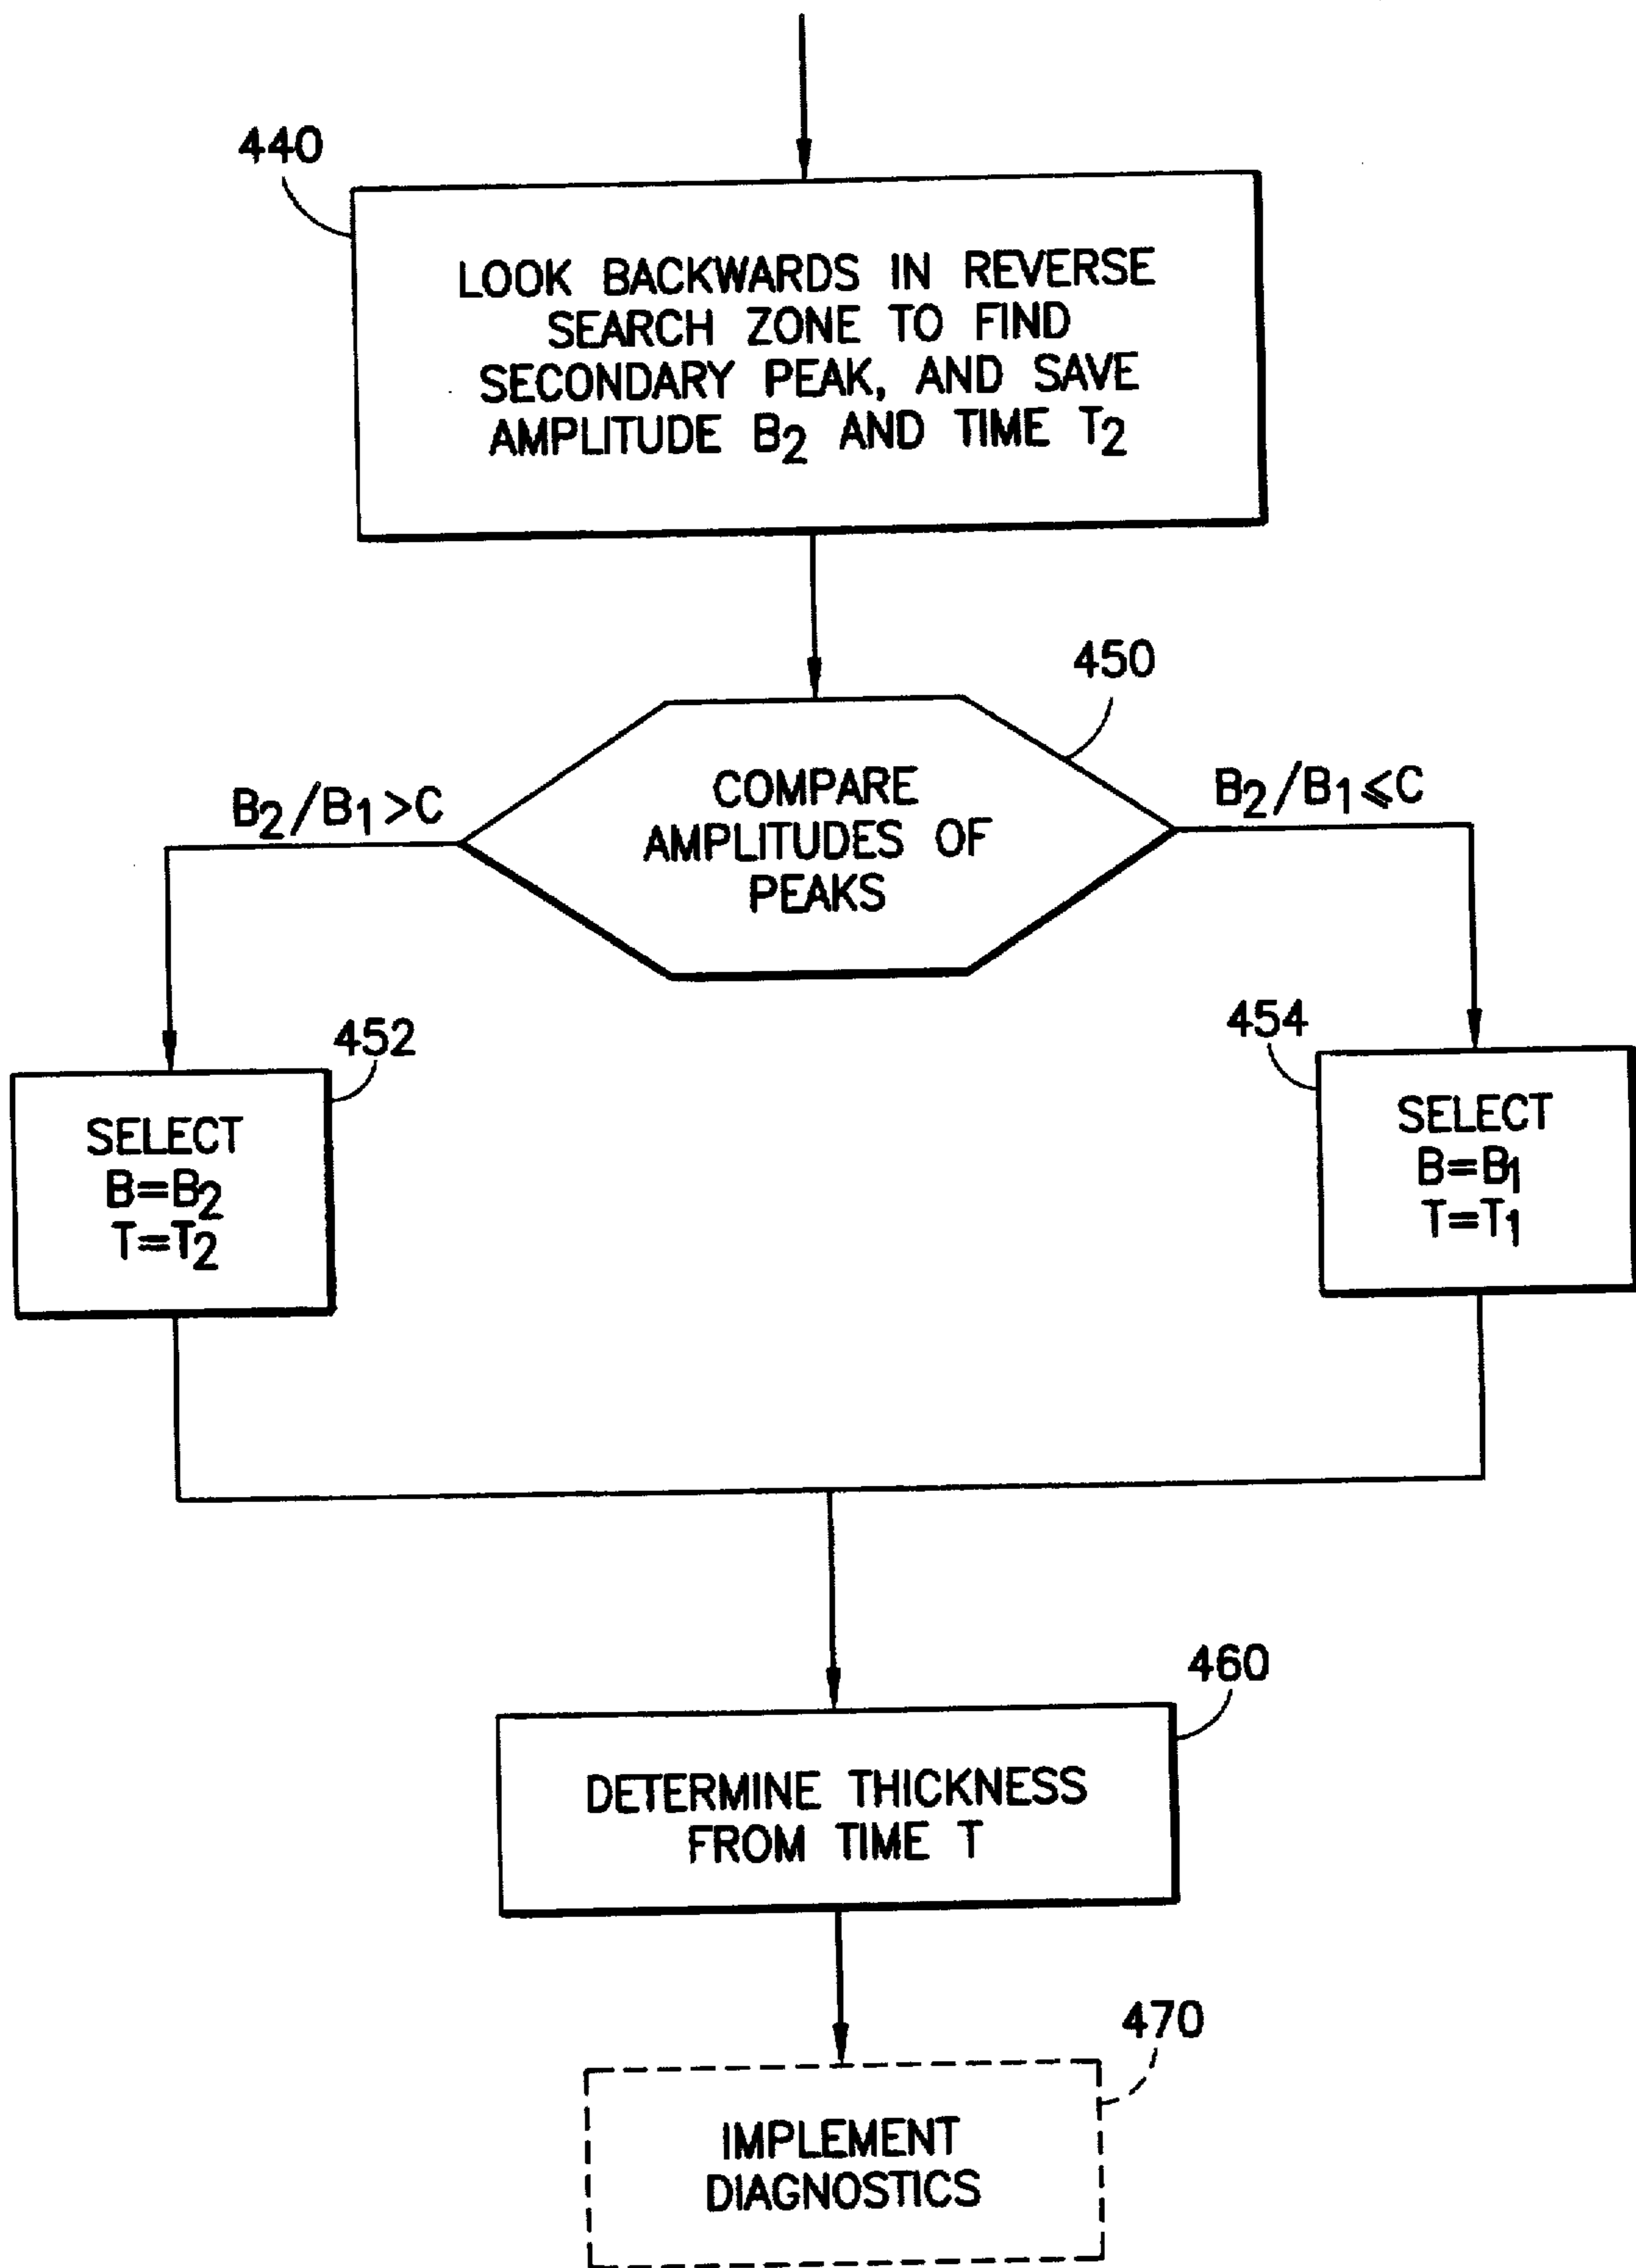 440
LOOK BACKWARDS IN REVERSE
SEARCH ZONE TO FIND
SECONDARY PEAK, AND SAVE
AMPLITUDE B₂ AND TIME T₂
450
B₂/B₁>C
COMPARE
AMPLITUDES OF
PEAKS
B₂/B₁⩽C
452
SELECT
B=B₂
T=T₂
454
SELECT
B=B₁
T=T₁
460
DETERMINE THICKNESS
FROM TIME T
470
IMPLEMENT
DIAGNOSTICS